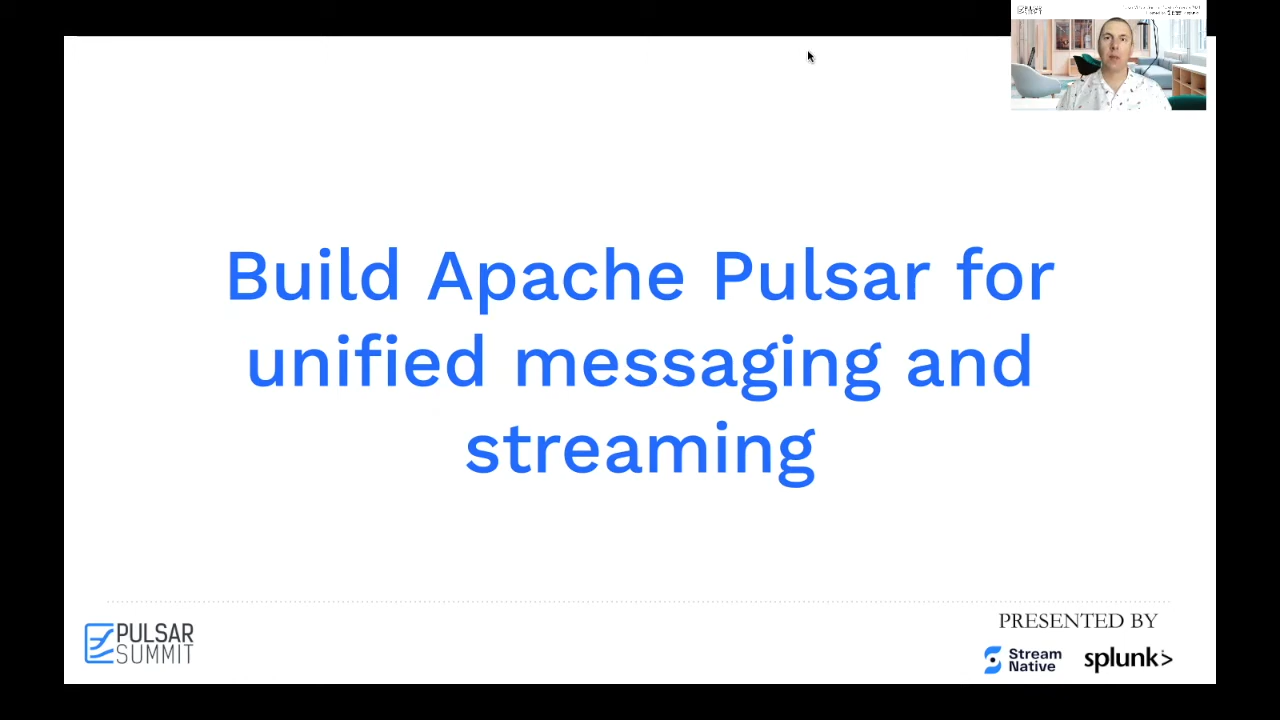 Build Apache Pulsar for
unified messaging and
streaming
PULSAR
SUMMIT
PRESENTED BY
Stream
Native
splunk>